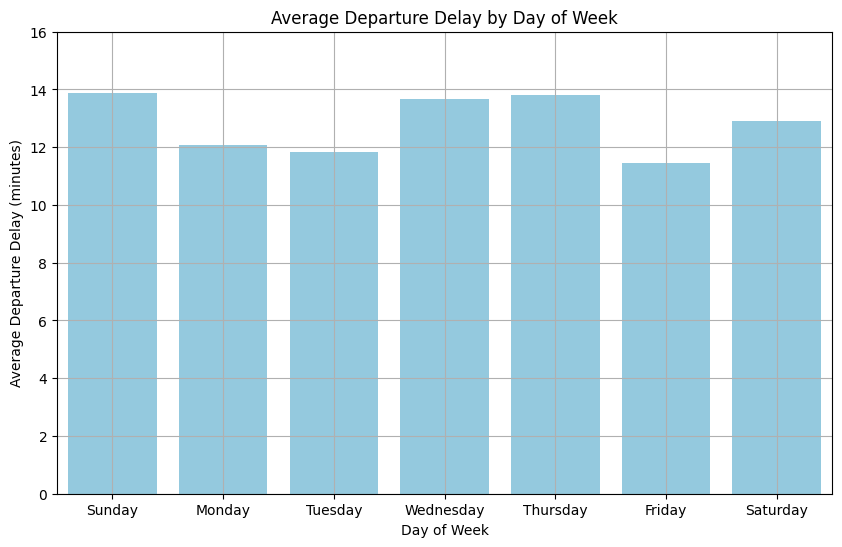 Average Departure Delay by Day of Week
Average Departure Delay (minutes)
16
14
12
10
8
6
4
2
0
Sunday Monday Tuesday Wednesday Thursday Friday Saturday
Day of Week